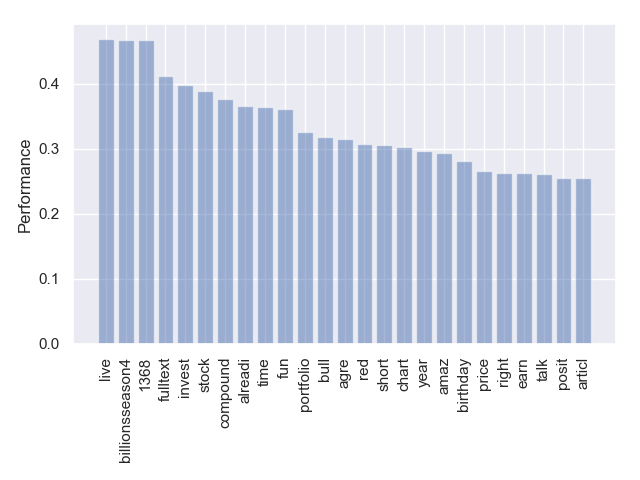 Performance
0.4
0.3
0.2
0.1
0.0
live
billionsseason4
1368
fulltext
invest
stock
compound
alreadi
time
fun
portfolio
bull
agre
red
short
chart
year
amaz
birthday
price
right
earn
talk
posit
articl